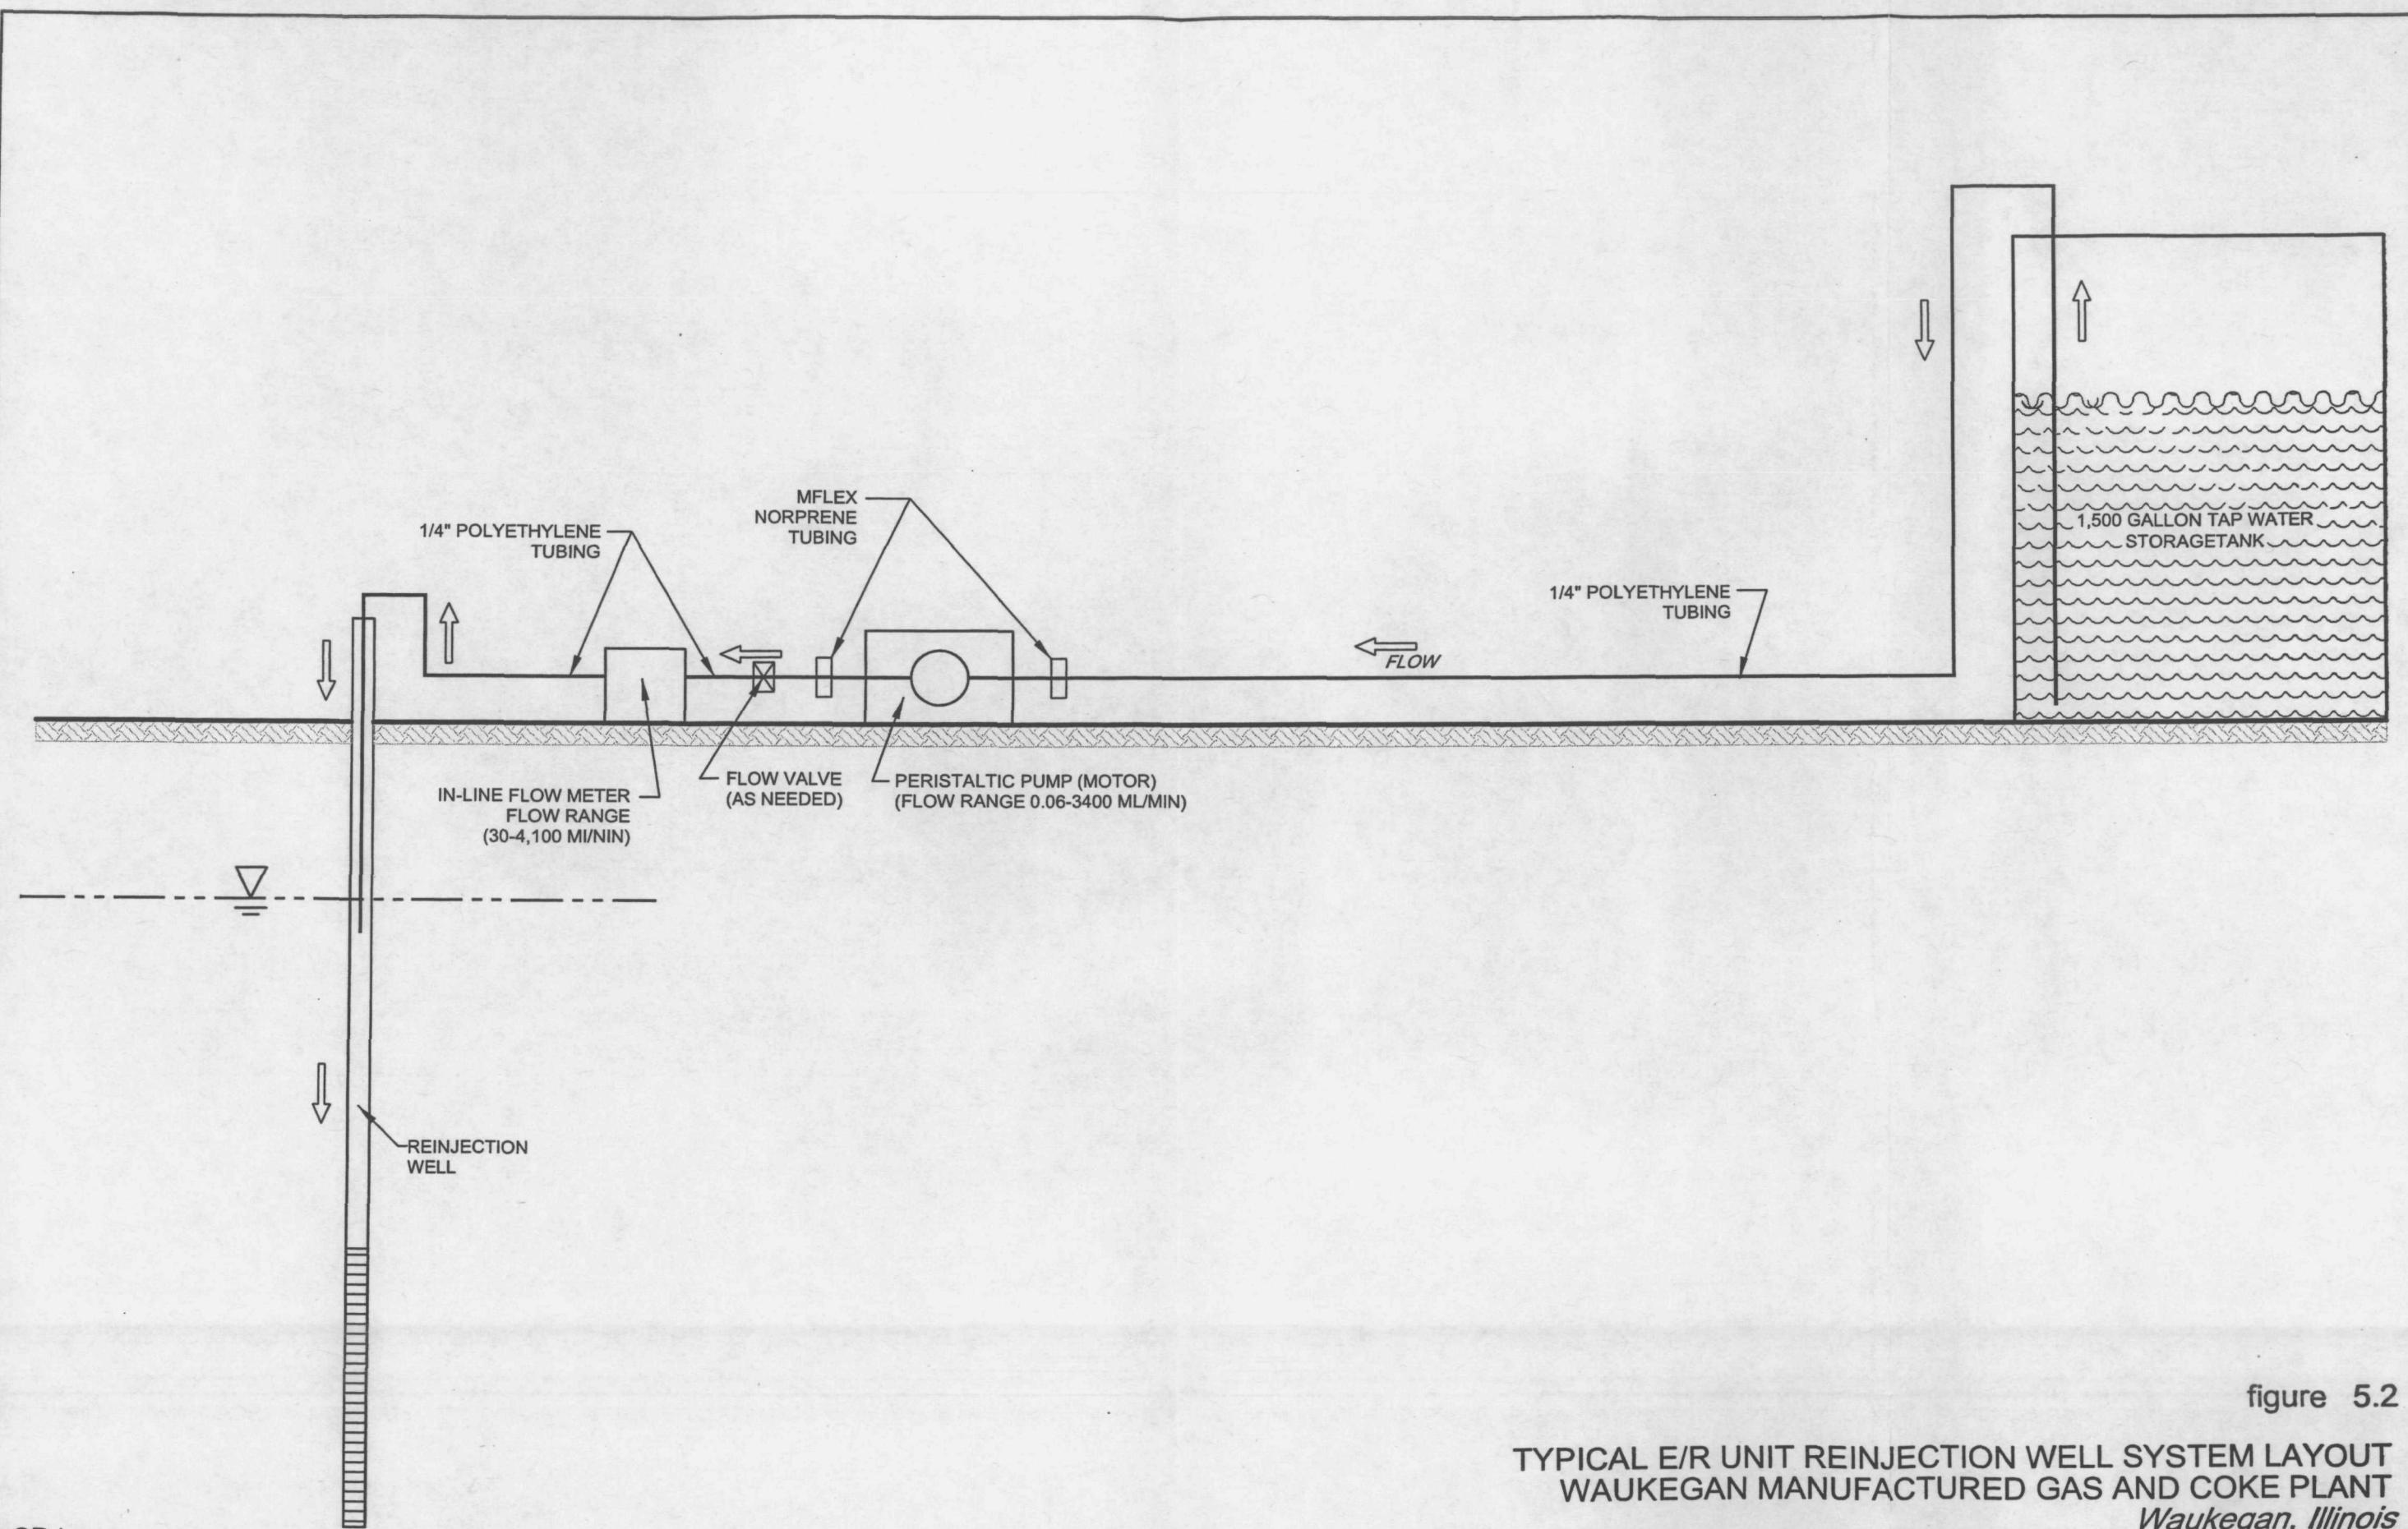 MFLEX
NORPRENE
TUBING
1/4" POLYETHYLENE
TUBING
1,500 GALLON TAP WATER
STORAGETANK
1/4" POLYETHYLENE
TUBING
FLOW
IN-LINE FLOW METER
FLOW RANGE
(30-4,100 MI/NIN)
FLOW VALVE
(AS NEEDED)
PERISTALTIC PUMP (MOTOR)
(FLOW RANGE 0.06-3400 ML/MIN)
REINJECTION
WELL
figure 5.2
TYPICAL E/R UNIT REINJECTION WELL SYSTEM LAYOUT
WAUKEGAN MANUFACTURED GAS AND COKE PLANT
Waukegan, Illinois